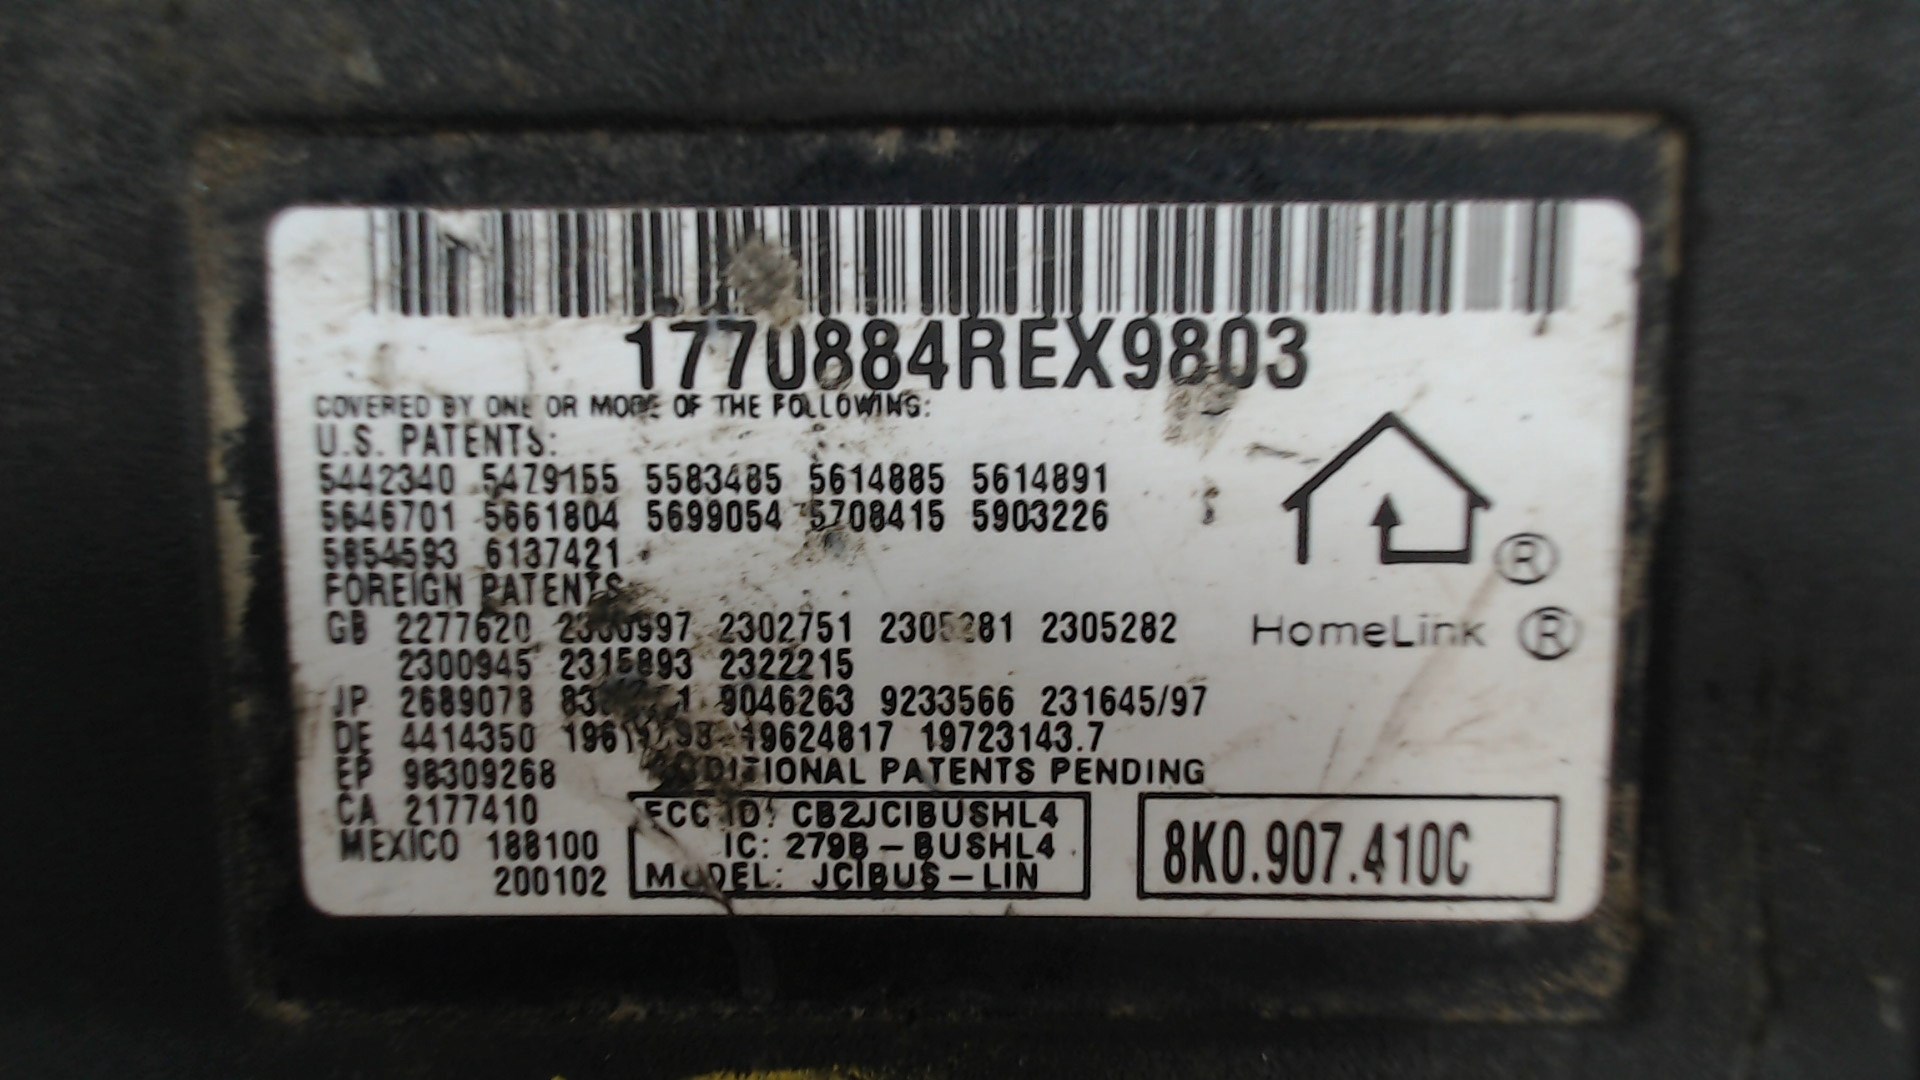 1770884REX9803
COVERED BY ONE OR MORE OF THE FOLLOWING:
U.S. PATENTS:
5442340 5479155 5583485 5614885 5614891
5646701 5661804 5699054 5708415 5903226
5854593 6137421
FOREIGN PATENTS
GB 2277620 2302751 2305282
2300945 2322215
JP 2689078 9046263 9233566 231645/97
DE 4414350 19624817 19723143.7
EP 98309268 ADDITIONAL PATENTS PENDING
CA 2177410
MEXICO 188100
200102
FCC ID: CB2JCIBUSHL4
IC: 279B-BUSHL4
MODEL: JCIBUS-LIN
8K0.907.410C
®
HomeLink ®